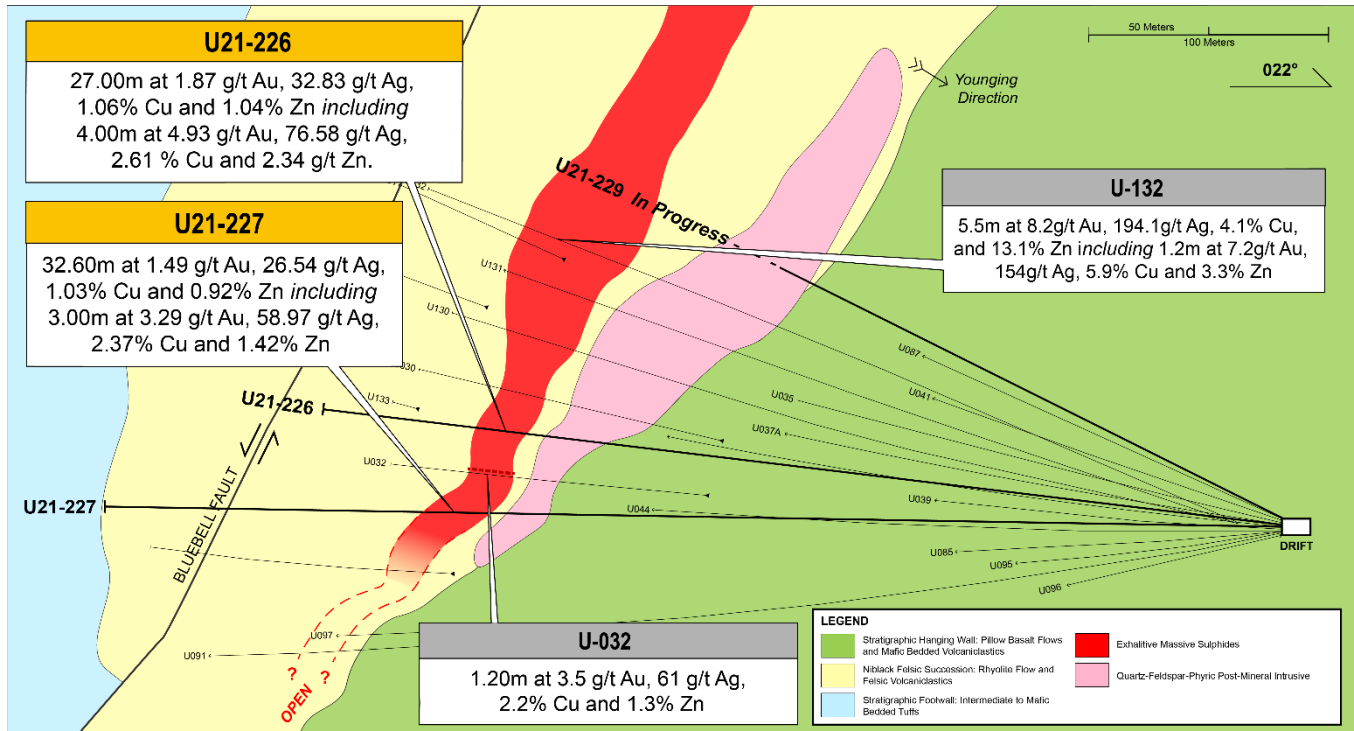 U21-226
27.00m at 1.87 g/t Au, 32.83 g/t Ag,
1.06% Cu and 1.04% Zn including
4.00m at 4.93 g/t Au, 76.58 g/t Ag,
2.61 % Cu and 2.34 g/t Zn.
U21-227
32.60m at 1.49 g/t Au, 26.54 g/t Ag,
1.03% Cu and 0.92% Zn including
3.00m at 3.29 g/t Au, 58.97 g/t Ag,
2.37% Cu and 1.42% Zn
50 Meters
100 Meters
022°
Younging
Direction
U-132
5.5m at 8.2g/t Au, 194.1g/t Ag, 4.1% Cu,
and 13.1% Zn including 1.2m at 7.2g/t Au,
154g/t Ag, 5.9% Cu and 3.3% Zn
U21-229 In Progress
U131
U130
U133
U087
U041
U035
U037A
U039
U044
U085
U095
U096
DRIFT
U21-226
U032
U21-227
BLUEBELL FAULT
U097
U091
?
?
OPEN
U-032
1.20m at 3.5 g/t Au, 61 g/t Ag,
2.2% Cu and 1.3% Zn
LEGEND
Stratigraphic Hanging Wall: Pillow Basalt Flows
and Mafic Bedded Volcaniclastics
Niblack Felsic Succession: Rhyolite Flow and
Felsic Volcaniclastics
Stratigraphic Footwall: Intermediate to Mafic
Bedded Tuffs
Exhalitive Massive Sulphides
Quartz-Feldspar-Phyric Post-Mineral Intrusive